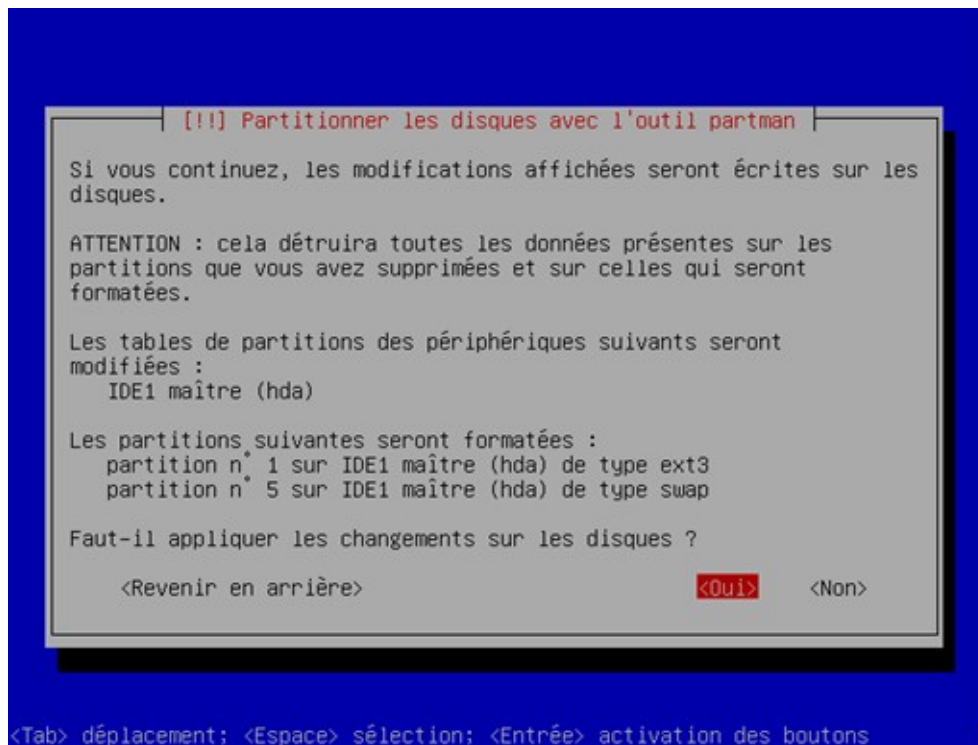 [!!] Partitionner les disques avec l'outil partman
Si vous continuez, les modifications affichées seront écrites sur les
disques.
ATTENTION : cela détruira toutes les données présentes sur les
partitions que vous avez supprimées et sur celles qui seront
formatées.
Les tables de partitions des périphériques suivants seront
modifiées :
IDE1 maître (hda)
Les partitions suivantes seront formatées :
partition n° 1 sur IDE1 maître (hda) de type ext3
partition n° 5 sur IDE1 maître (hda) de type swap
Faut-il appliquer les changements sur les disques ?
<Revenir en arrière> <Oui> <Non>
<Tab> déplacement; <Espace> sélection; <Entrée> activation des boutons